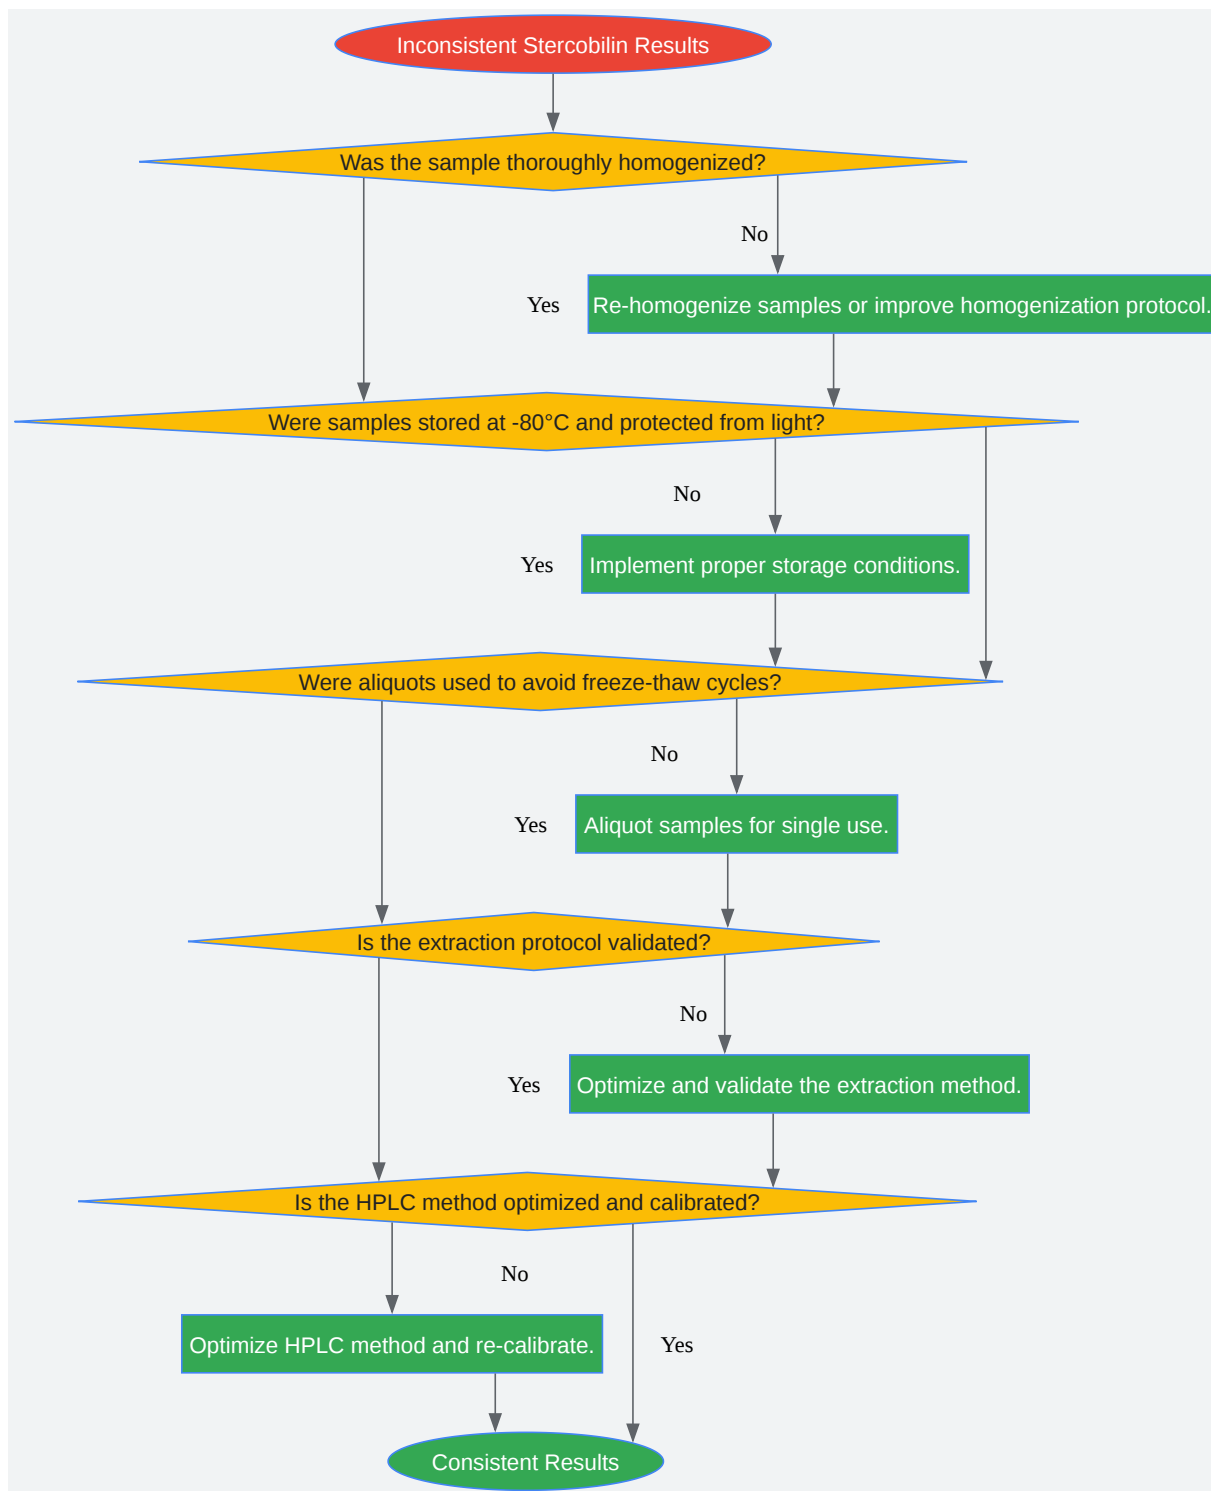 Inconsistent Stercobilin Results
Was the sample thoroughly homogenized?
No
Yes
Re-homogenize samples or improve homogenization protocol.
Were samples stored at -80°C and protected from light?
No
Yes
Implement proper storage conditions.
Were aliquots used to avoid freeze-thaw cycles?
No
Yes
Aliquot samples for single use.
Is the extraction protocol validated?
No
Yes
Optimize and validate the extraction method.
Is the HPLC method optimized and calibrated?
No
Optimize HPLC method and re-calibrate.
Yes
Consistent Results